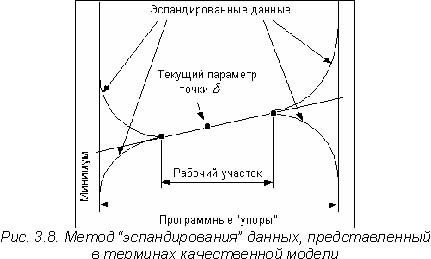 Эспандированные данные
Текущий параметр
точки δ
Минимум
Рабочий участок
Программные "упоры"
Рис. 3.8. Метод "эспандирования" данных, представленный
в терминах качественной модели